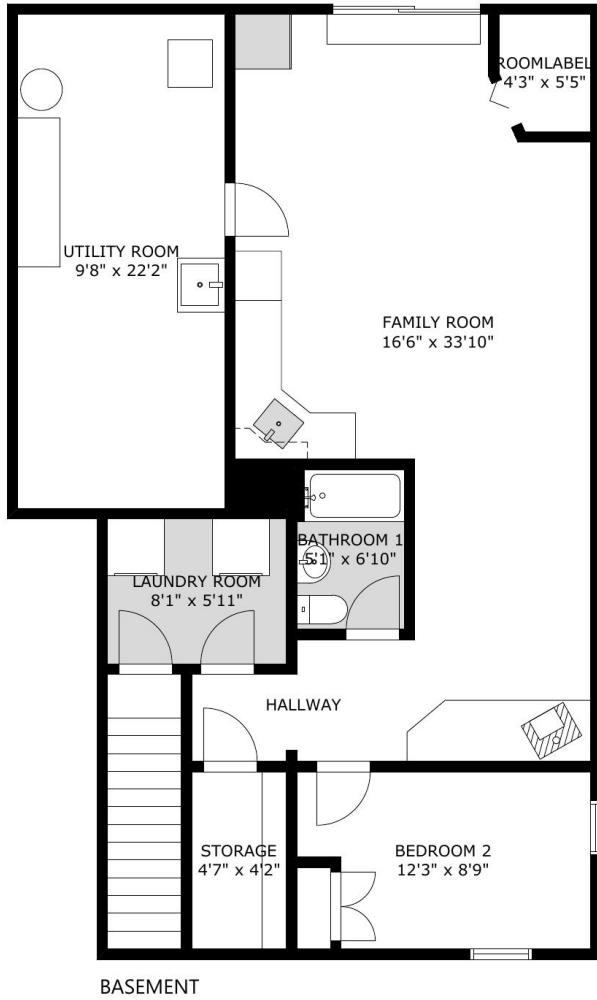 ROOMLABEL
4'3" x 5'5"
UTILITY ROOM
9'8" x 22'2"
FAMILY ROOM
16'6" x 33'10"
BATHROOM 1
5'1" x 6'10"
LAUNDRY ROOM
8'1" x 5'11"
HALLWAY
STORAGE
4'7" x 4'2"
BEDROOM 2
12'3" x 8'9"
BASEMENT